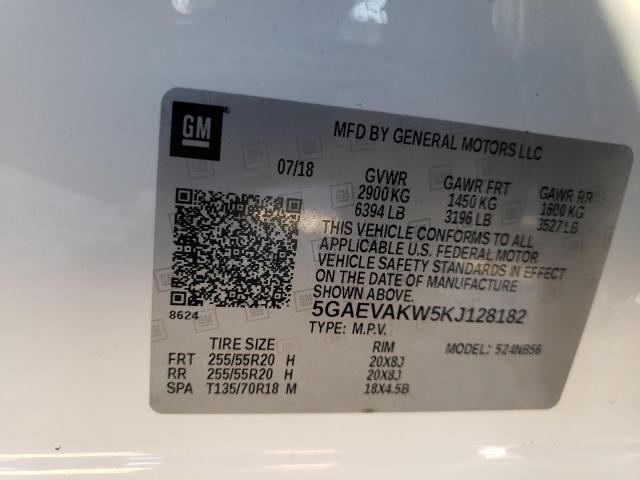 GM
MFD BY GENERAL MOTORS LLC
07/18 GVWR GAWR FRT GAWR RR
2900 KG 1450 KG 1600 KG
6394 LB 3196 LB 3527 LB
THIS VEHICLE CONFORMS TO ALL
APPLICABLE U.S. FEDERAL MOTOR
VEHICLE SAFETY STANDARDS IN EFFECT
ON THE DATE OF MANUFACTURE
SHOWN ABOVE.
8624
5GAEVAKW5KJ128182
TYPE: M.P.V. MODEL: 524NB56
TIRE SIZE RIM
FRT 255/55R20 H 20X8J
RR 255/55R20 H 20X8J
SPA T135/70R18 M 18X4.5B